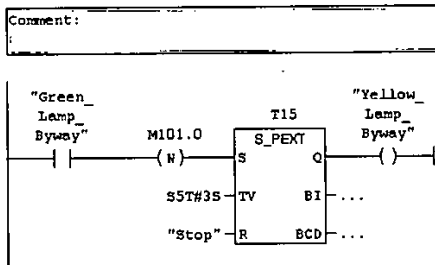 Comment:
:
"Green_
Lamp_
Byway"
M101.0
(N)
T15
S_PEXT
"Yellow_
Lamp_
Byway"
S
Q
( )
S5T#3S
TV
BI
...
"Stop"
R
BCD
...